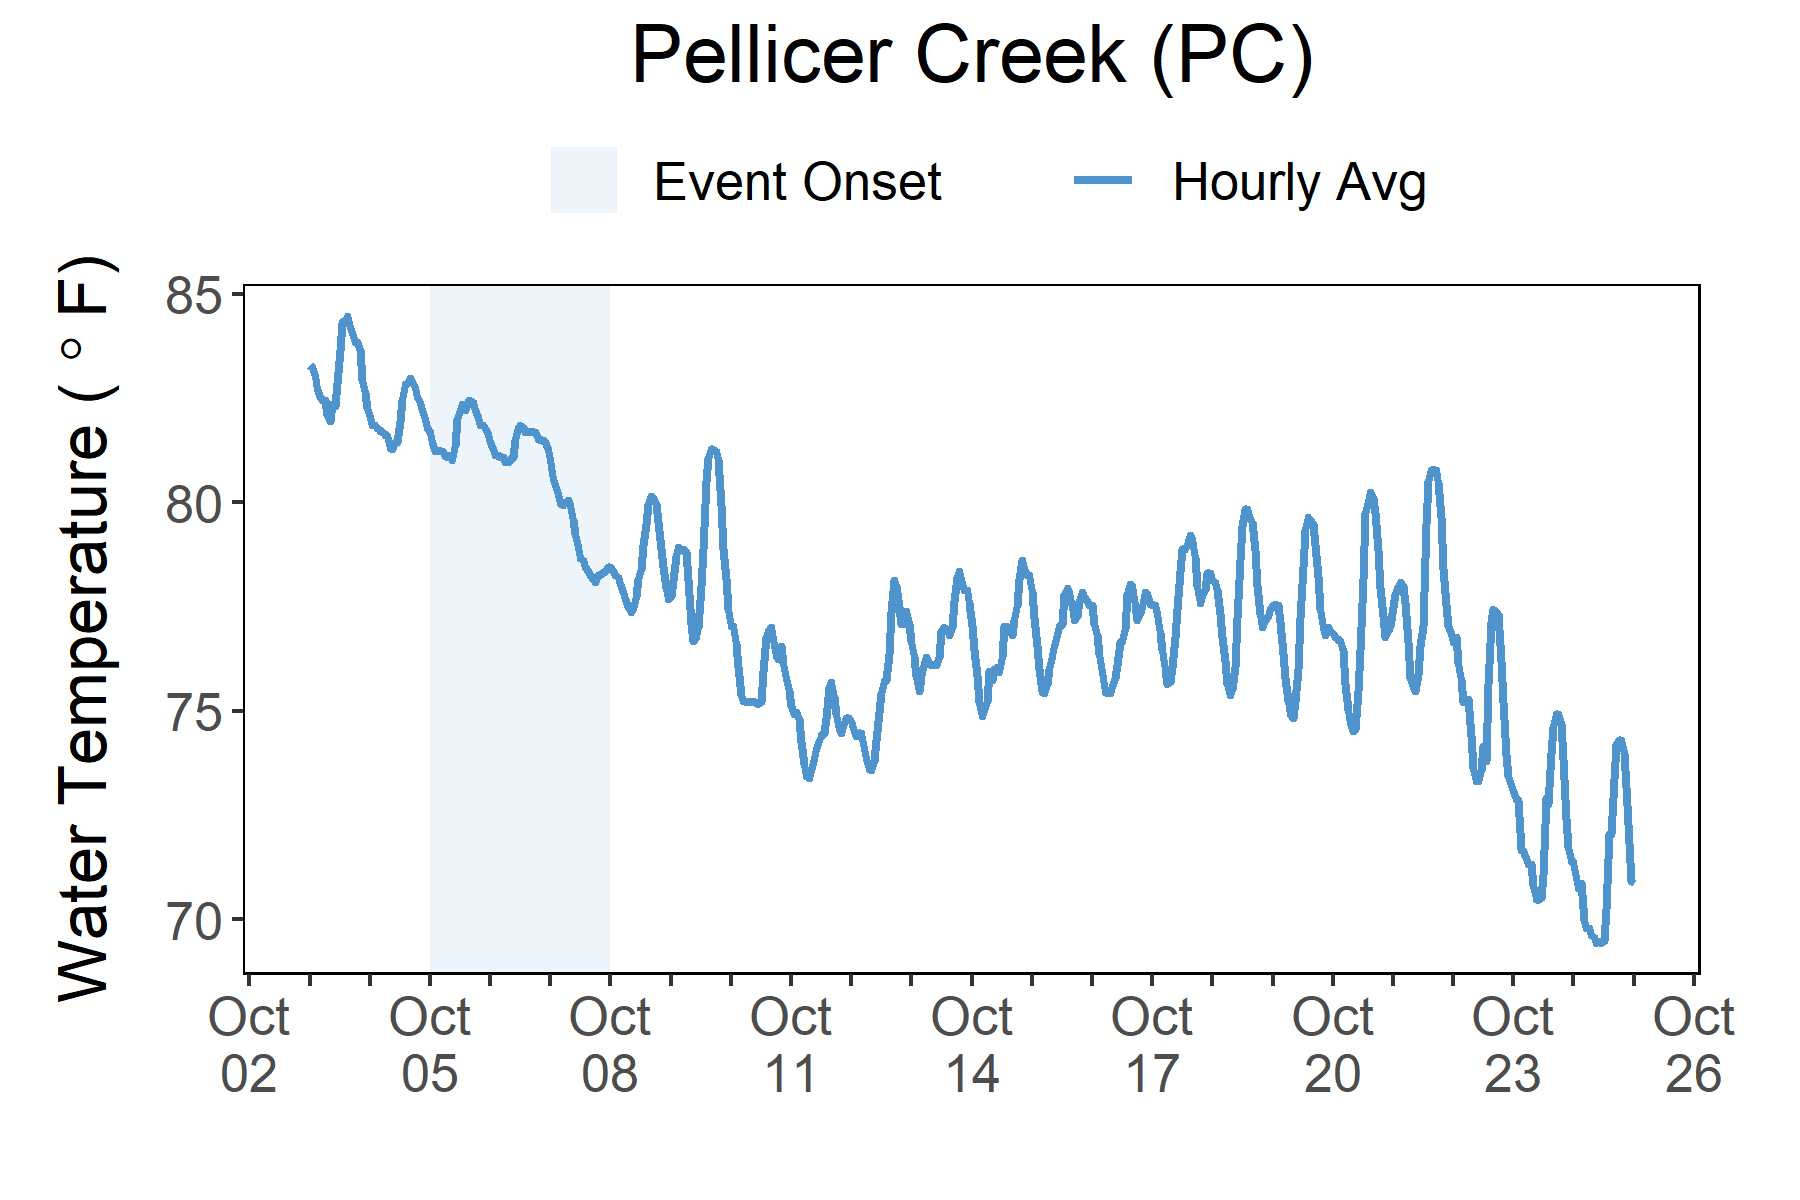 Pellicer Creek (PC)
Event Onset
Hourly Avg
Water Temperature ( ° F)
85
80
75
70
Oct 02
Oct 05
Oct 08
Oct 11
Oct 14
Oct 17
Oct 20
Oct 23
Oct 26